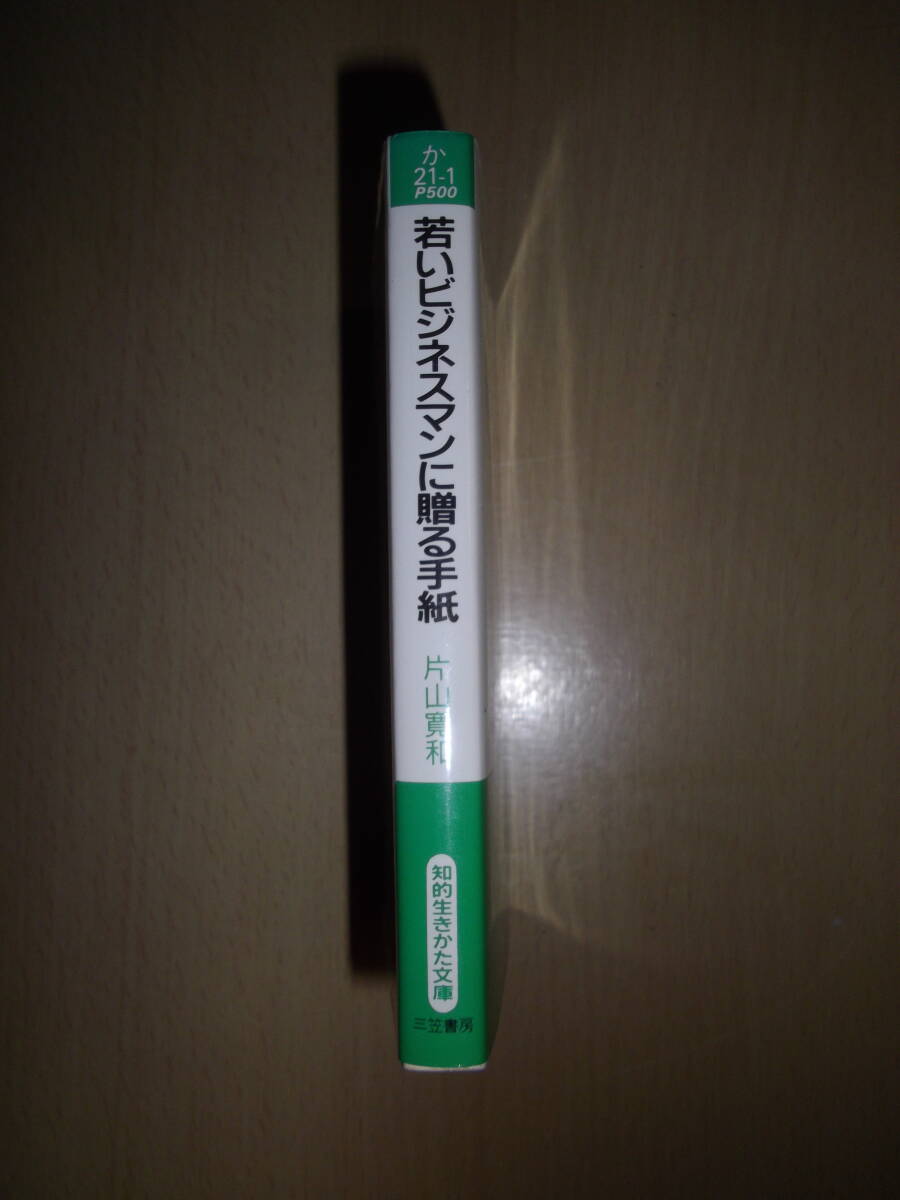 か
21-1
P500
若いビジネスマンに贈る手紙
片山寛和
知的生きかた文庫
三笠書房